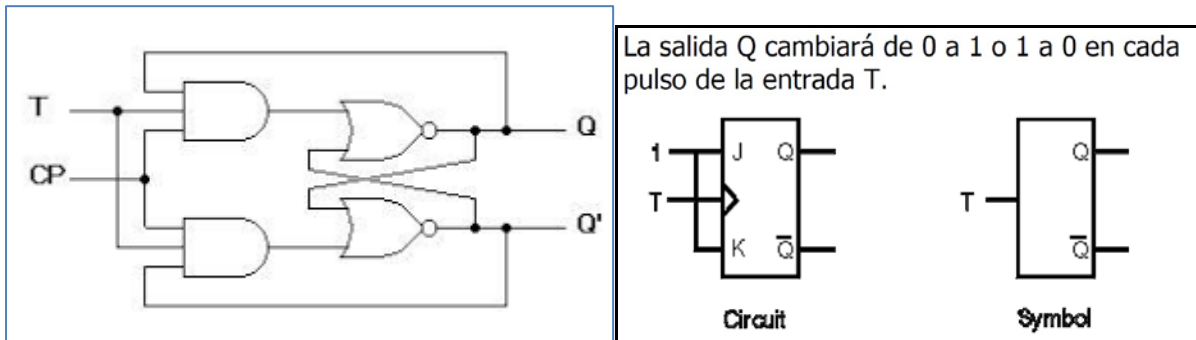 T
CP
Q
Q'
La salida Q cambiará de 0 a 1 o 1 a 0 en cada
pulso de la entrada T.
1 J Q
T
K Q̅
Circuit
T
Q
Q̅
Symbol